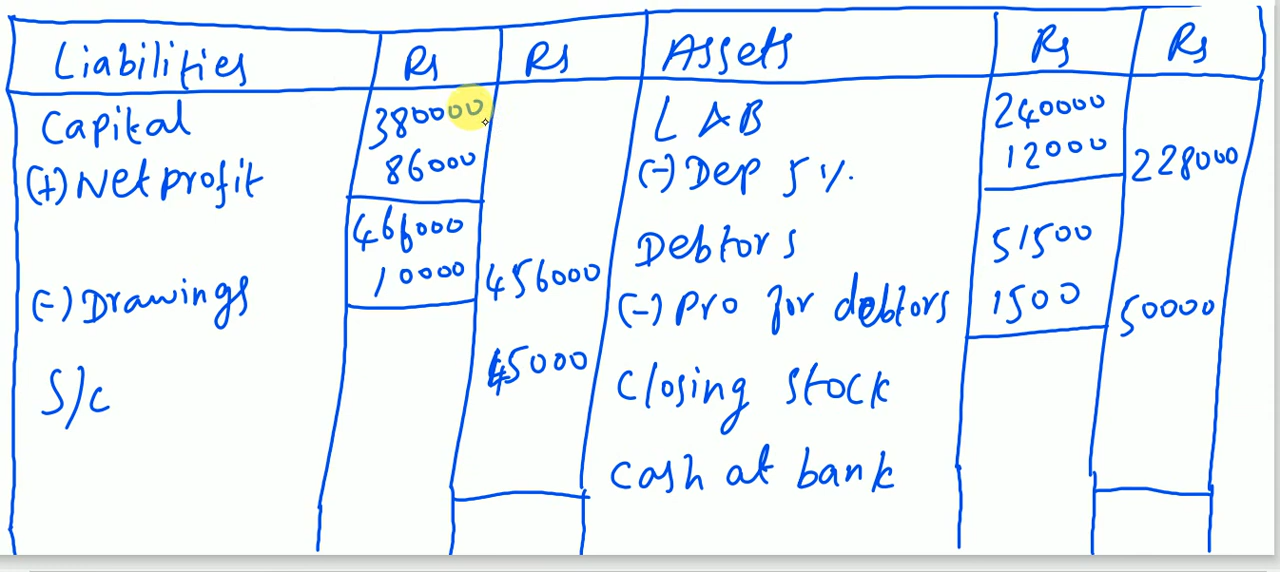 Liabilities Rs Rs Assets Rs Rs
Capital 380000 L & B 240000
(+) Net profit 86000 (-) Dep 5 %. 12000 228000
466000 Debtors 51500
(-) Drawings 10000 456000 (-) Pro for debtors 1500 50000
S/c 45000 Closing stock
Cash at bank